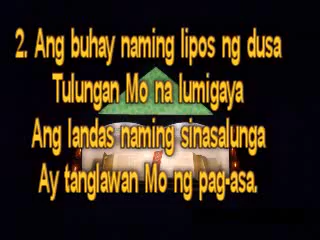 2. Ang buhay naming lipos ng dusa
Tulungan Mo na lumigaya
Ang landas naming sinasalunga
Ay tanglawan Mo ng pag-asa.